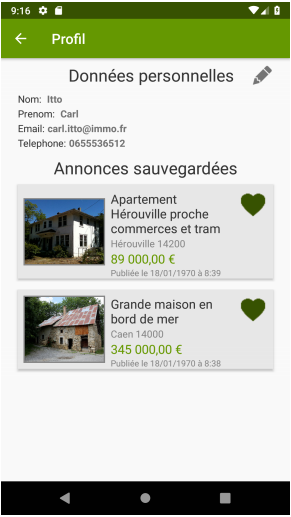 9:16
Profil
Données personnelles
Nom: Itto
Prenom: Carl
Email: carl.itto@immo.fr
Telephone: 0655536512
Annonces sauvegardées
Apartement
Hérouville proche
commerces et tram
Hérouville 14200
89 000,00 €
Publiée le 18/01/1970 à 8:39
Grande maison en
bord de mer
Caen 14000
345 000,00 €
Publiée le 18/01/1970 à 8:38